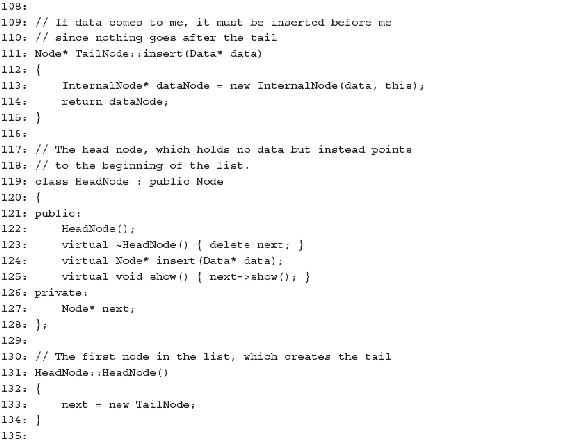 108:
109: // If data comes to me, it must be inserted before me
110: // since nothing goes after the tail
111: Node* TailNode::insert(Data* data)
112: {
113:     InternalNode* dataNode = new InternalNode(data, this);
114:     return dataNode;
115: }
116:
117: // The head node, which holds no data but instead points
118: // to the beginning of the list.
119: class HeadNode : public Node
120: {
121: public:
122:     HeadNode();
123:     virtual ~HeadNode() { delete next; }
124:     virtual Node* insert(Data* data);
125:     virtual void show() { next->show(); }
126: private:
127:     Node* next;
128: };
129:
130: // The first node in the list, which creates the tail
131: HeadNode::HeadNode()
132: {
133:     next = new TailNode;
134: }
135: